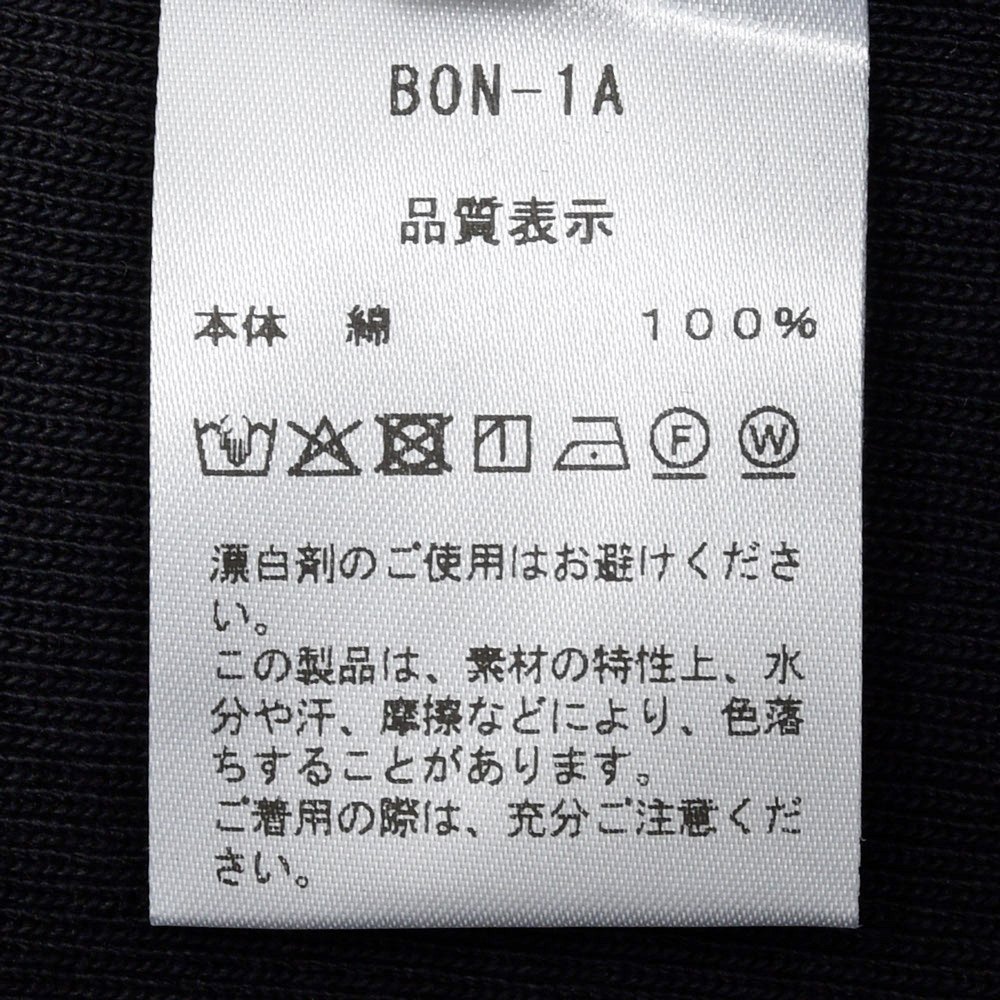 BON-1A
品質表示
本体　綿　　　　　１００％
F W
漂白剤のご使用はお避けくださ
い。
この製品は、素材の特性上、水
分や汗、摩擦などにより、色落
ちすることがあります。
ご着用の際は、充分ご注意くだ
さい。